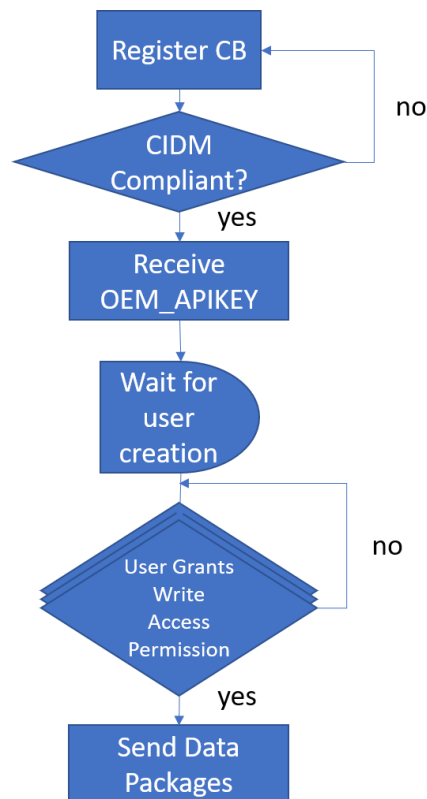 Register CB
no
CIDM
Compliant?
yes
Receive
OEM_APIKEY
Wait for
user
creation
no
User Grants
Write
Access
Permission
yes
Send Data
Packages